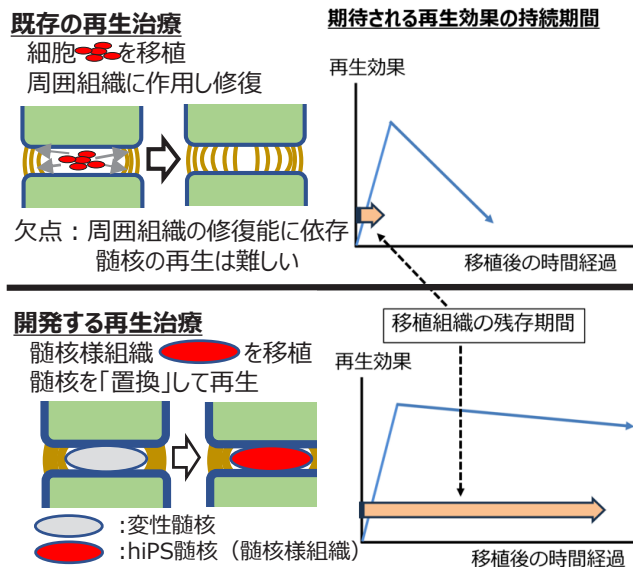 既存の再生治療
細胞を移植
周囲組織に作用し修復
欠点：周囲組織の修復能に依存
髄核の再生は難しい
期待される再生効果の持続期間
再生効果
移植後の時間経過
移植組織の残存期間
開発する再生治療
髄核様組織を移植
髄核を「置換」して再生
:変性髄核
:hiPS髄核（髄核様組織）
再生効果
移植後の時間経過